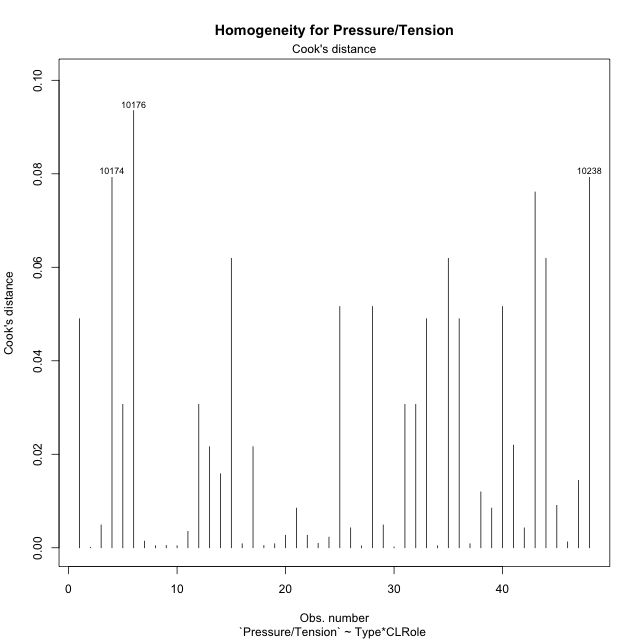 Homogeneity for Pressure/Tension
Cook's distance
0.10
10176
10174
10238
0.08
0.06
Cook's distance
0.04
0.02
0.00
0 10 20 30 40
Obs. number
`Pressure/Tension` ~ Type*CLRole